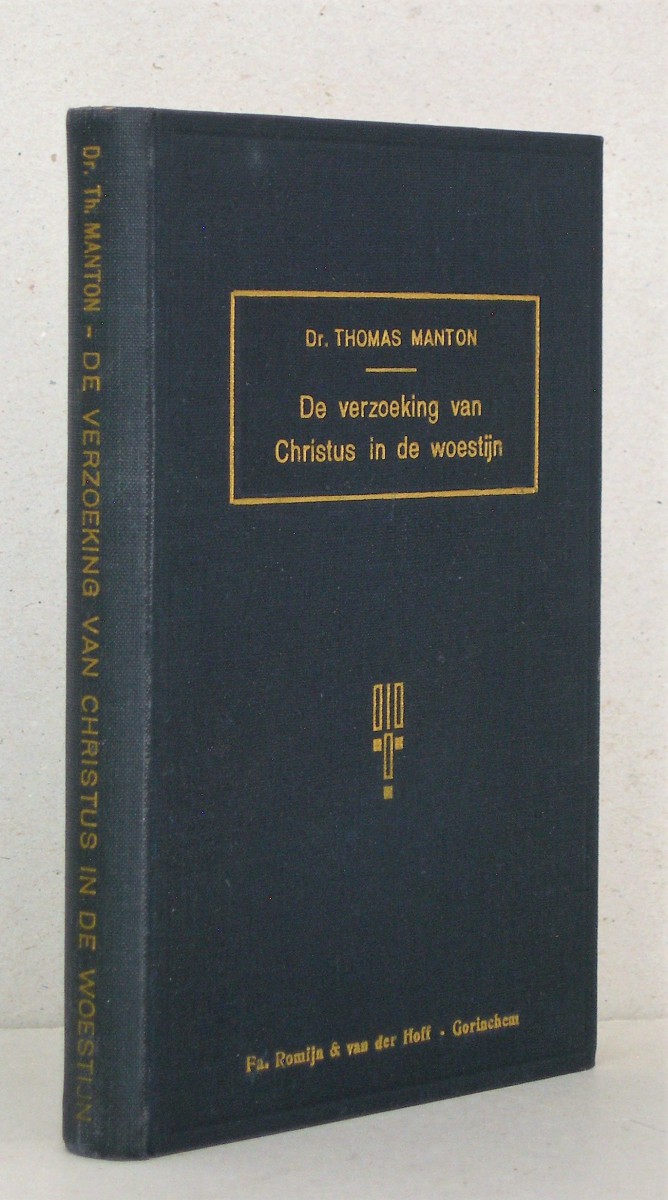 Dr. Th. MANTON - DE VERZOEKING VAN CHRISTUS IN DE WOESTIJN
Dr. THOMAS MANTON
De verzoeking van
Christus in de woestijn
Fa. Romijn & van der Hoff - Gorinchem